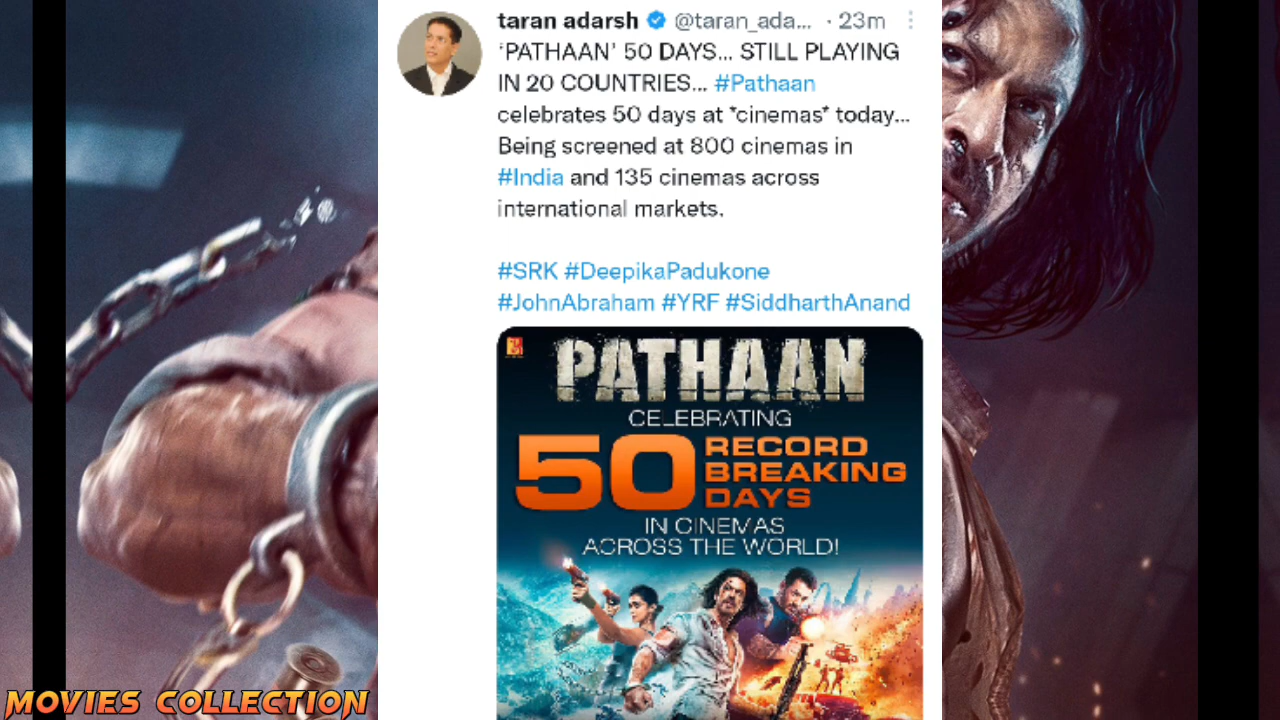 taran adarsh @taran_ada... · 23m
‘PATHAAN’ 50 DAYS... STILL PLAYING
IN 20 COUNTRIES... #Pathaan
celebrates 50 days at *cinemas* today...
Being screened at 800 cinemas in
#India and 135 cinemas across
international markets.
#SRK #DeepikaPadukone
#JohnAbraham #YRF #SiddharthAnand
PATHAAN
CELEBRATING
50 RECORD
BREAKING
DAYS
IN CINEMAS
ACROSS THE WORLD!
MOVIES COLLECTION